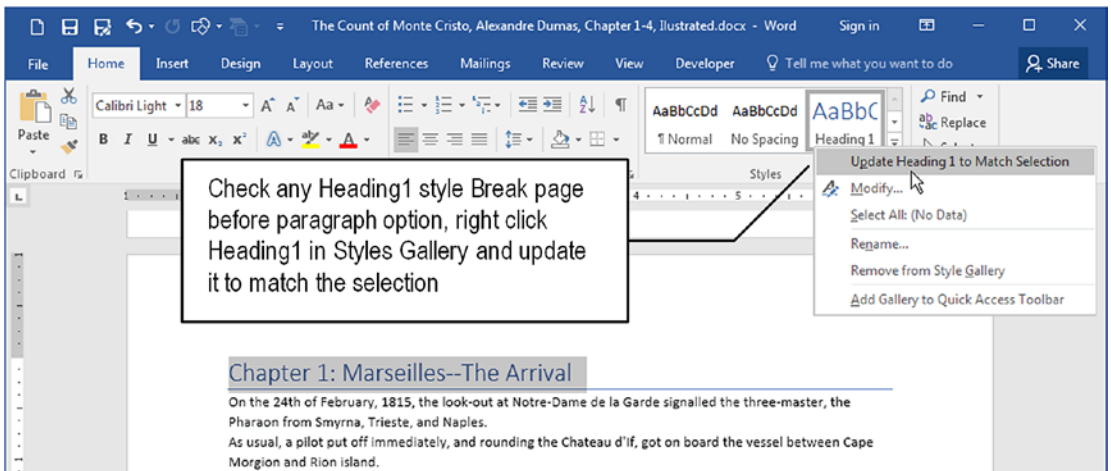 The Count of Monte Cristo, Alexandre Dumas, Chapter 1-4, Ilustrated.docx - Word Sign in
File Home Insert Design Layout References Mailings Review View Developer Tell me what you want to do Share
Calibri Light 18 A A Aa AaBbCcDd AaBbCcDd AaBbC Find
Replace
Paste B I U abc X₂ X² A A ¶ Normal No Spacing Heading 1
Clipboard Styles
Update Heading 1 to Match Selection
Modify...
Select All: (No Data)
Rename...
Remove from Style Gallery
Add Gallery to Quick Access Toolbar
1 4 5
Check any Heading1 style Break page
before paragraph option, right click
Heading1 in Styles Gallery and update
it to match the selection
Chapter 1: Marseilles--The Arrival
On the 24th of February, 1815, the look-out at Notre-Dame de la Garde signalled the three-master, the
Pharaon from Smyrna, Trieste, and Naples.
As usual, a pilot put off immediately, and rounding the Chateau d'If, got on board the vessel between Cape
Morgion and Rion island.